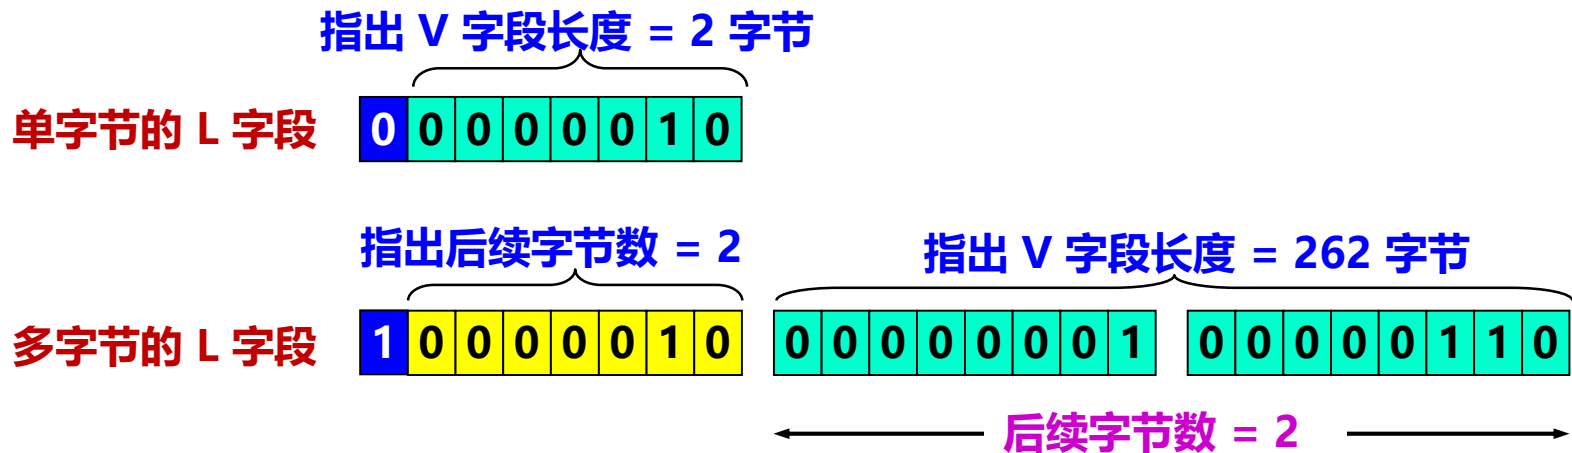 指出 V 字段长度 = 2 字节
单字节的 L 字段 0 0 0 0 0 0 1 0
指出后续字节数 = 2 指出 V 字段长度 = 262 字节
多字节的 L 字段 1 0 0 0 0 0 1 0 0 0 0 0 0 0 0 1 0 0 0 0 0 1 1 0
后续字节数 = 2